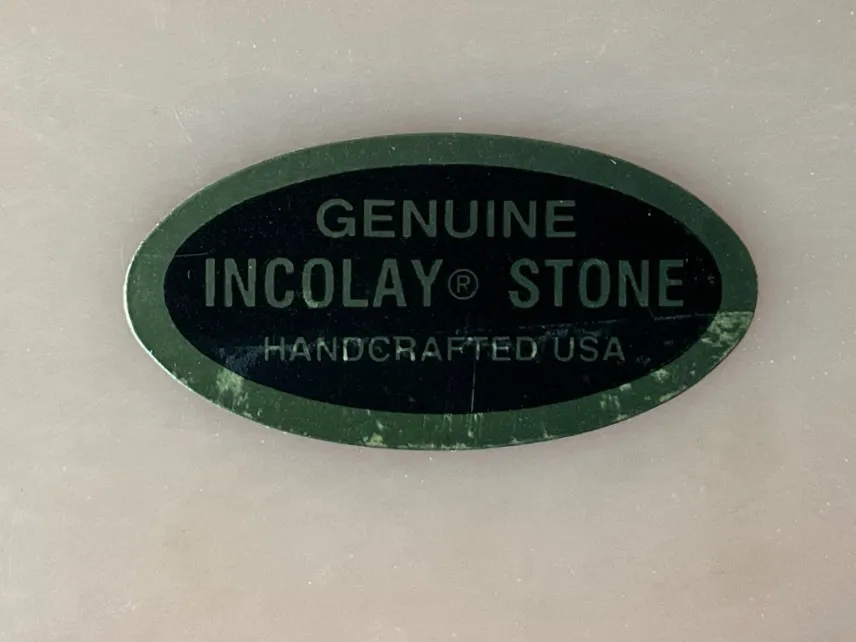 GENUINE
INCOLAY® STONE
HANDCRAFTED USA